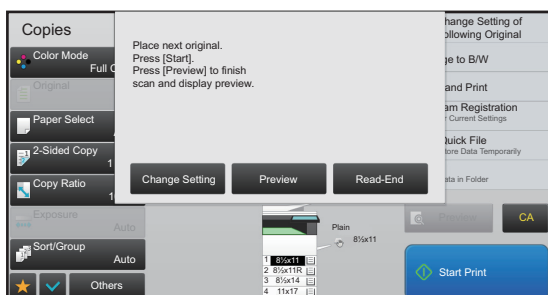 Copies
Color Mode
Full C
Original
Paper Select
2-Sided Copy
1
Copy Ratio
1
Exposure
Auto
Sort/Group
Auto
Others
Place next original.
Press [Start].
Press [Preview] to finish
scan and display preview.
Change Setting
Preview
Read-End
hange Setting of
ollowing Original
ge to B/W
and Print
am Registration
Current Settings
uick File
tore Data Temporarily
ata in Folder
Preview
CA
Start Print
Plain
8½x11
1 8½x11
2 8½x11R
3 8½x14
4 11x17